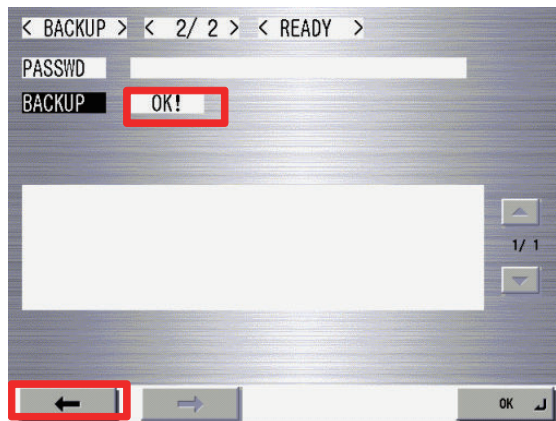 < BACKUP > < 2/ 2 > < READY >
PASSWD
BACKUP OK!
1/ 1
OK